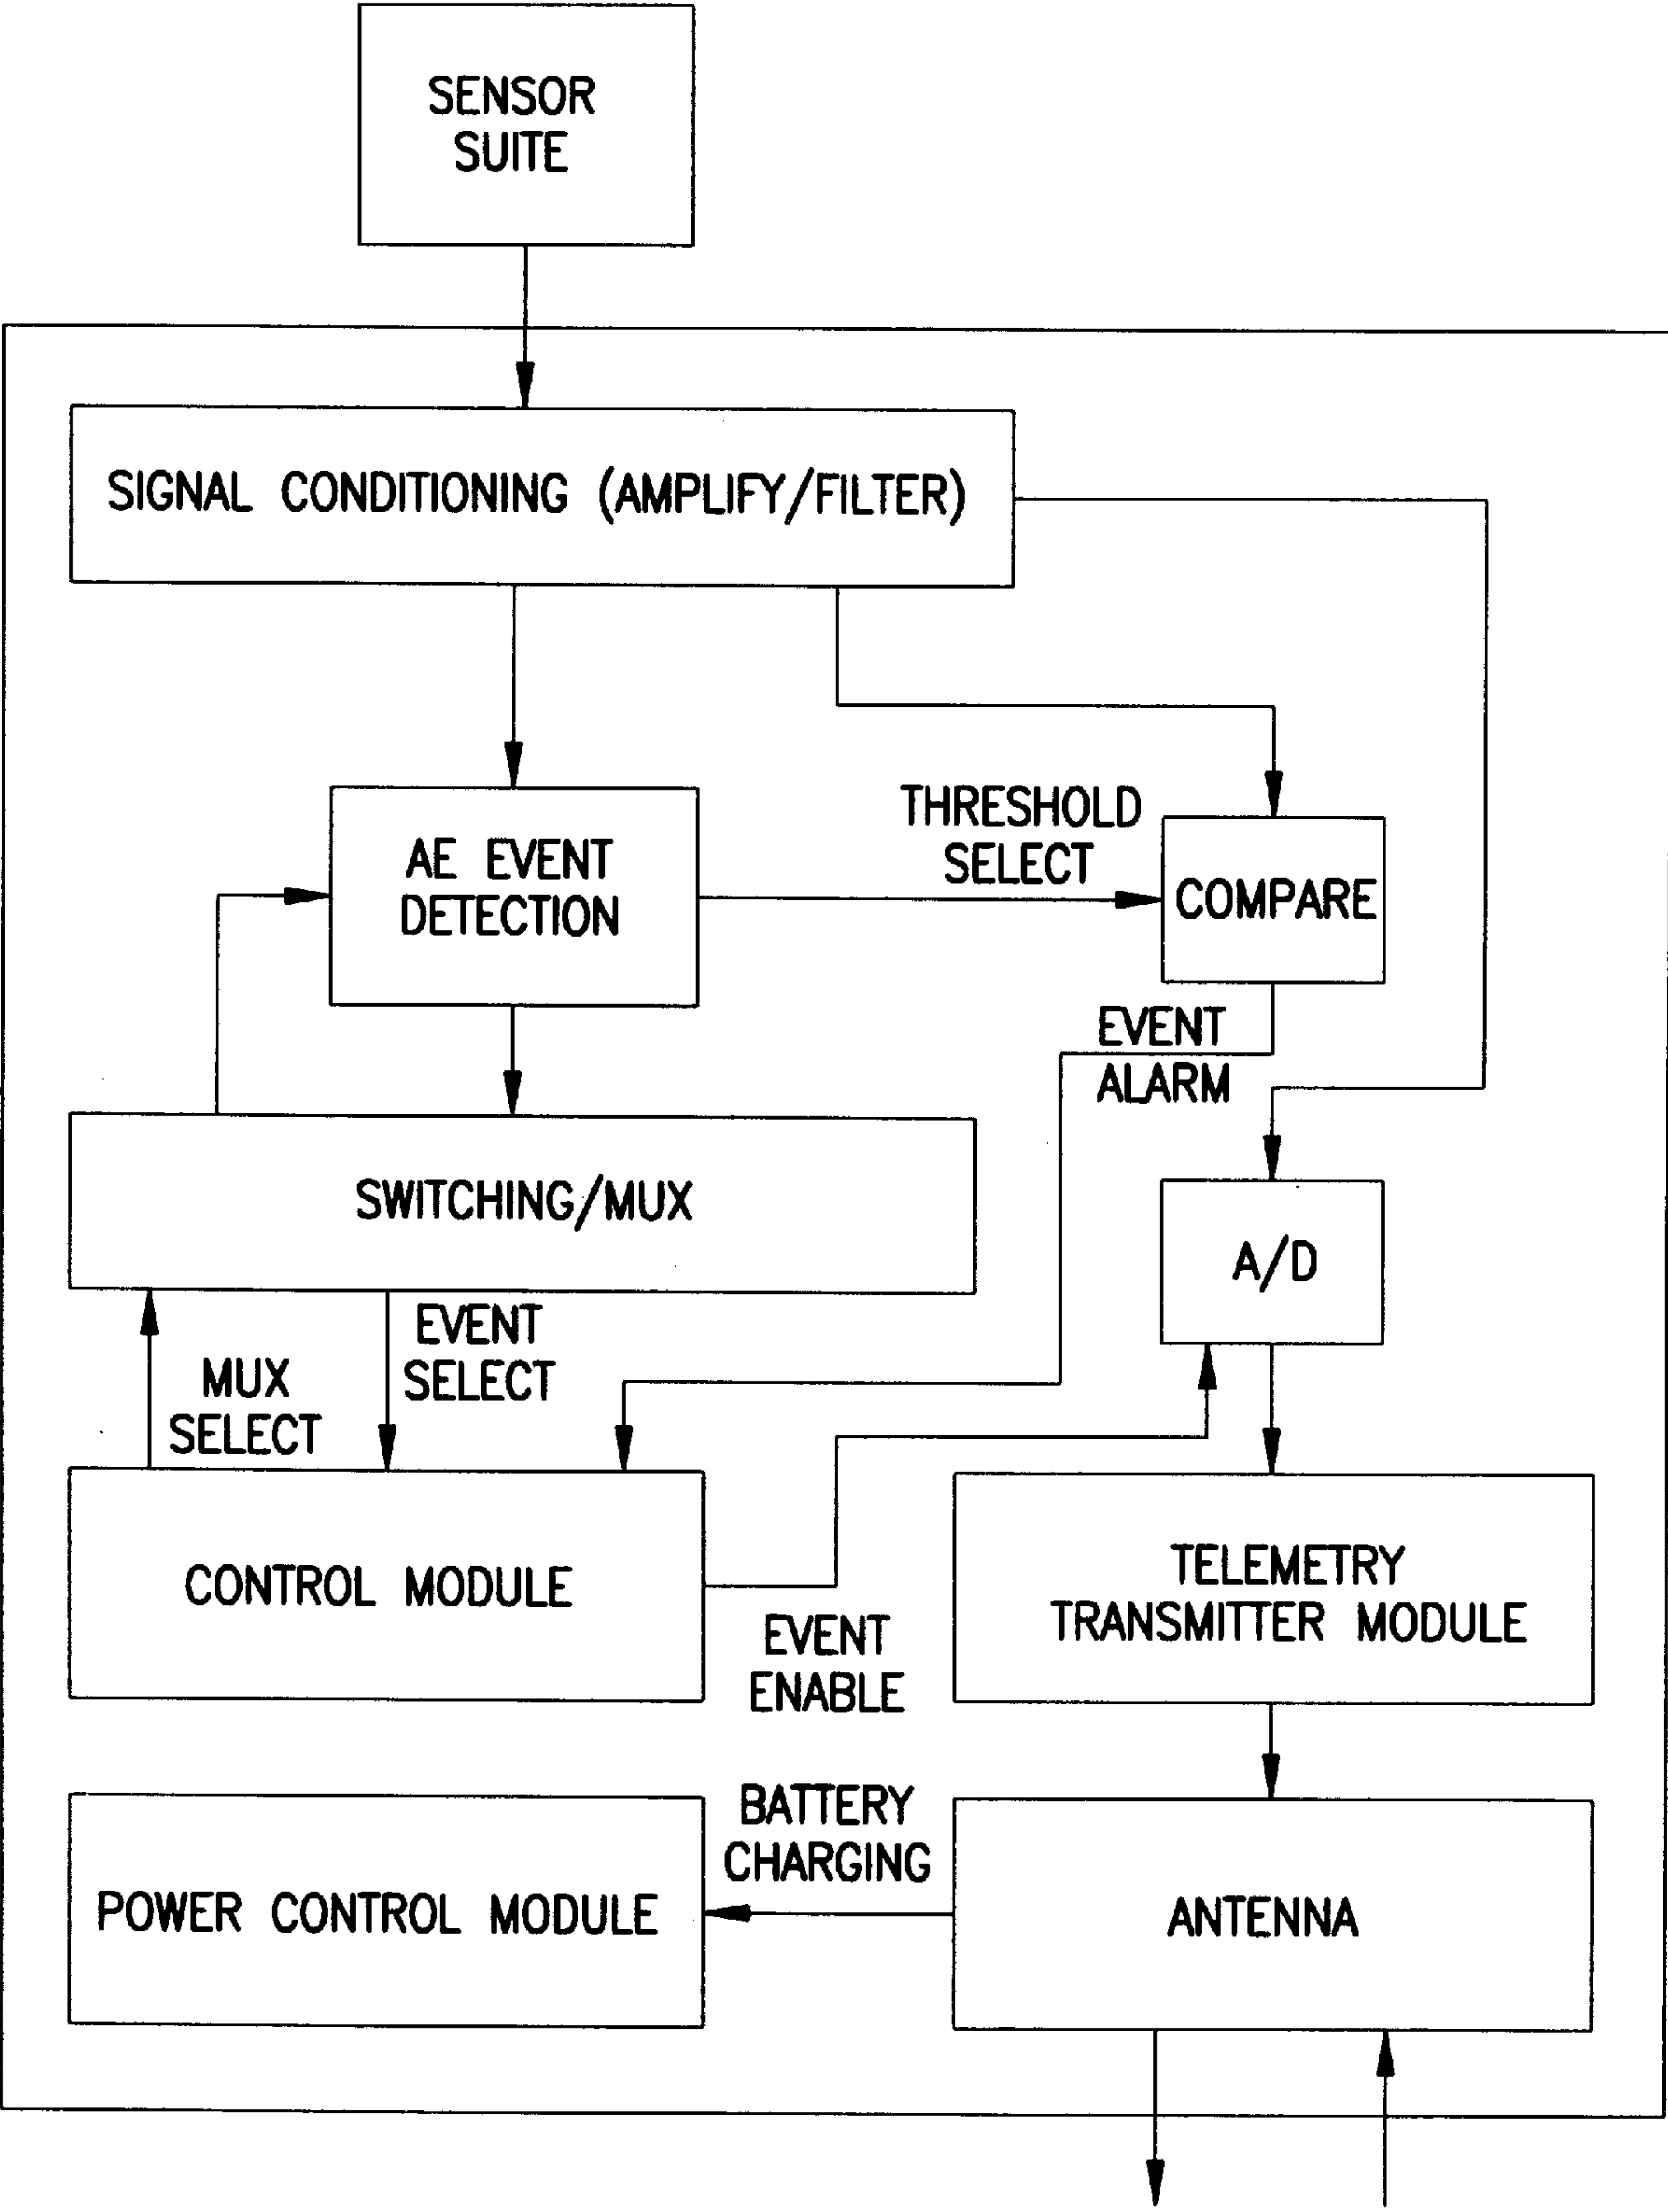 SENSOR
SUITE
SIGNAL CONDITIONING (AMPLIFY/FILTER)
AE EVENT
DETECTION
THRESHOLD
SELECT
COMPARE
EVENT
ALARM
SWITCHING/MUX
A/D
EVENT
SELECT
MUX
SELECT
CONTROL MODULE
TELEMETRY
TRANSMITTER MODULE
EVENT
ENABLE
BATTERY
CHARGING
POWER CONTROL MODULE
ANTENNA